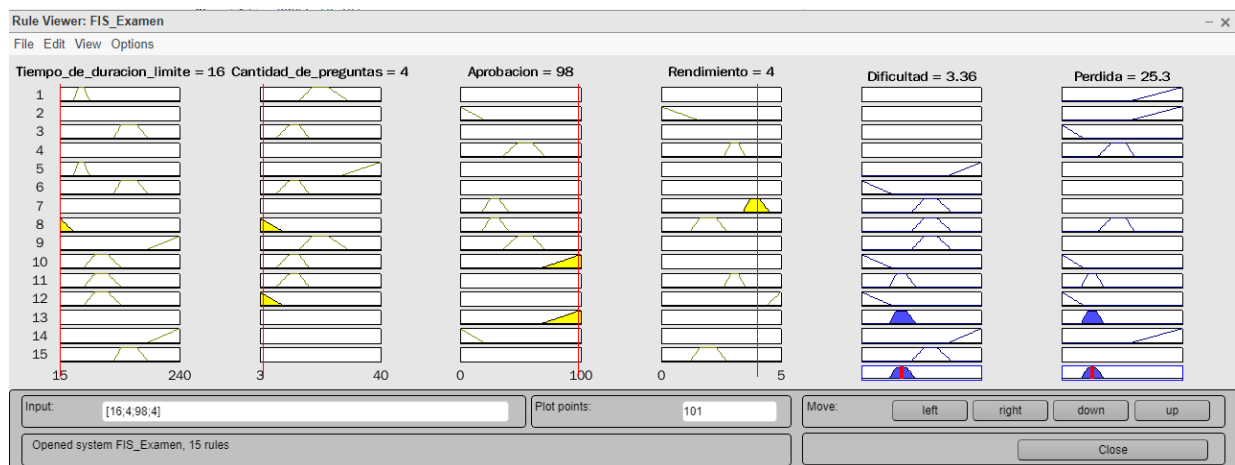 Rule Viewer: FIS_Examen
File Edit View Options
Tiempo_de_duracion_limite = 16 Cantidad_de_preguntas = 4 Aprobacion = 98 Rendimiento = 4 Dificultad = 3.36 Perdida = 25.3
1
2
3
4
5
6
7
8
9
10
11
12
13
14
15
15 240 3 40 0 100 0 5
Input: [16;4;98;4] Plot points: 101 Move: left right down up
Opened system FIS_Examen, 15 rules Close